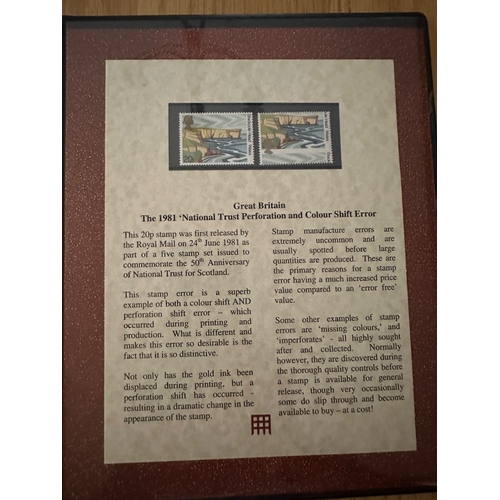 20
Great Britain
The 1981 'National Trust Perforation and Colour Shift Error
This 20p stamp was first released by
the Royal Mail on 24th June 1981 as
part of a five stamp set issued to
commemorate the 50th Anniversary
of National Trust for Scotland.
This stamp error is a superb
example of both a colour shift AND
perforation shift error – which
occurred during printing and
production. What is different and
makes this error so desirable is the
fact that it is so distinctive.
Not only has the gold ink been
displaced during printing, but a
perforation shift has occurred -
resulting in a dramatic change in the
appearance of the stamp.
Stamp manufacture errors are
extremely uncommon and are
usually spotted before large
quantities are produced. These are
the primary reasons for a stamp
error having a much increased price
value compared to an 'error free'
value.
Some other examples of stamp
errors are 'missing colours,' and
'imperforates' - all highly sought
after and collected. Normally
however, they are discovered during
the thorough quality controls before
a stamp is available for general
release, though very occasionally
some do slip through and become
available to buy – at a cost!